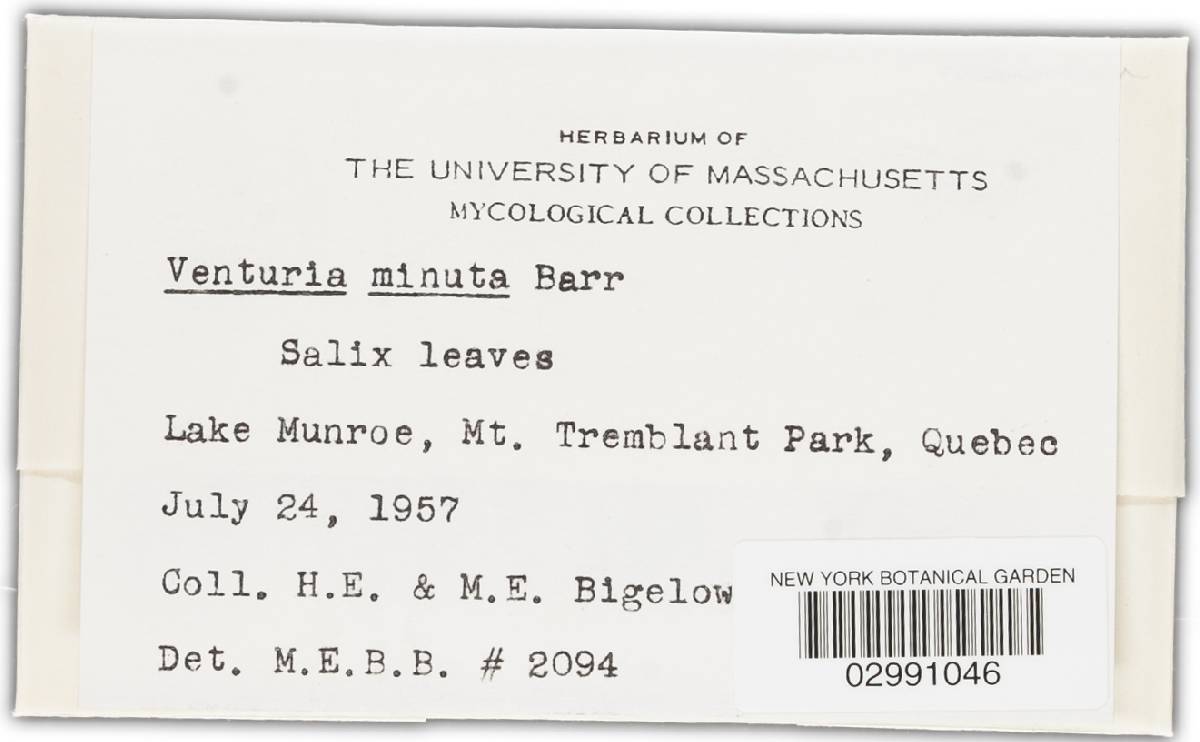 HERBARIUM OF
THE UNIVERSITY OF MASSACHUSETTS
MYCOLOGICAL COLLECTIONS
Venturia minuta Barr
Salix leaves
Lake Munroe, Mt. Tremblant Park, Quebec
July 24, 1957
Coll. H.E. & M.E. Bigelow
Det. M.E.B.B. # 2094
NEW YORK BOTANICAL GARDEN
02991046